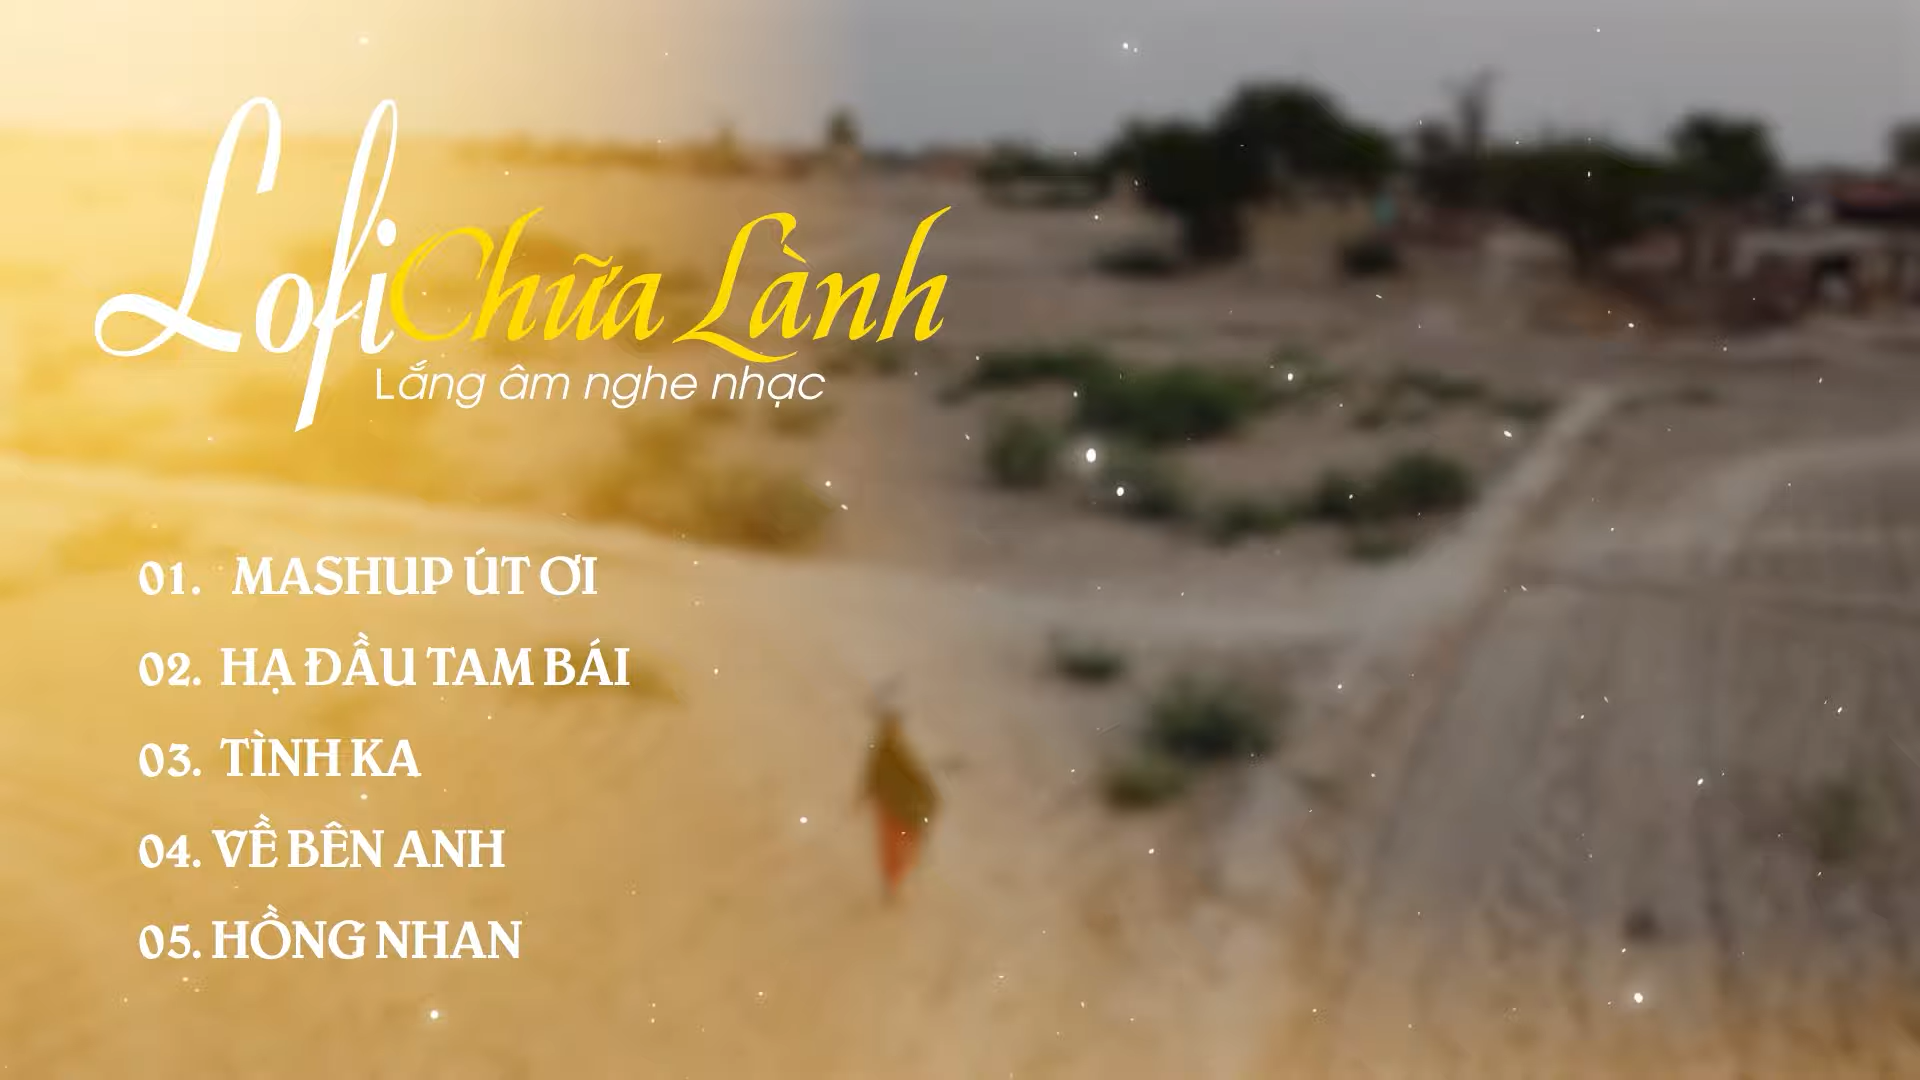 Lofi Chữa Lành
Lắng âm nghe nhạc
01. MASHUP ÚT ƠI
02. HẠ ĐẦU TAM BÁI
03. TÌNH KA
04. VỀ BÊN ANH
05. HỒNG NHAN